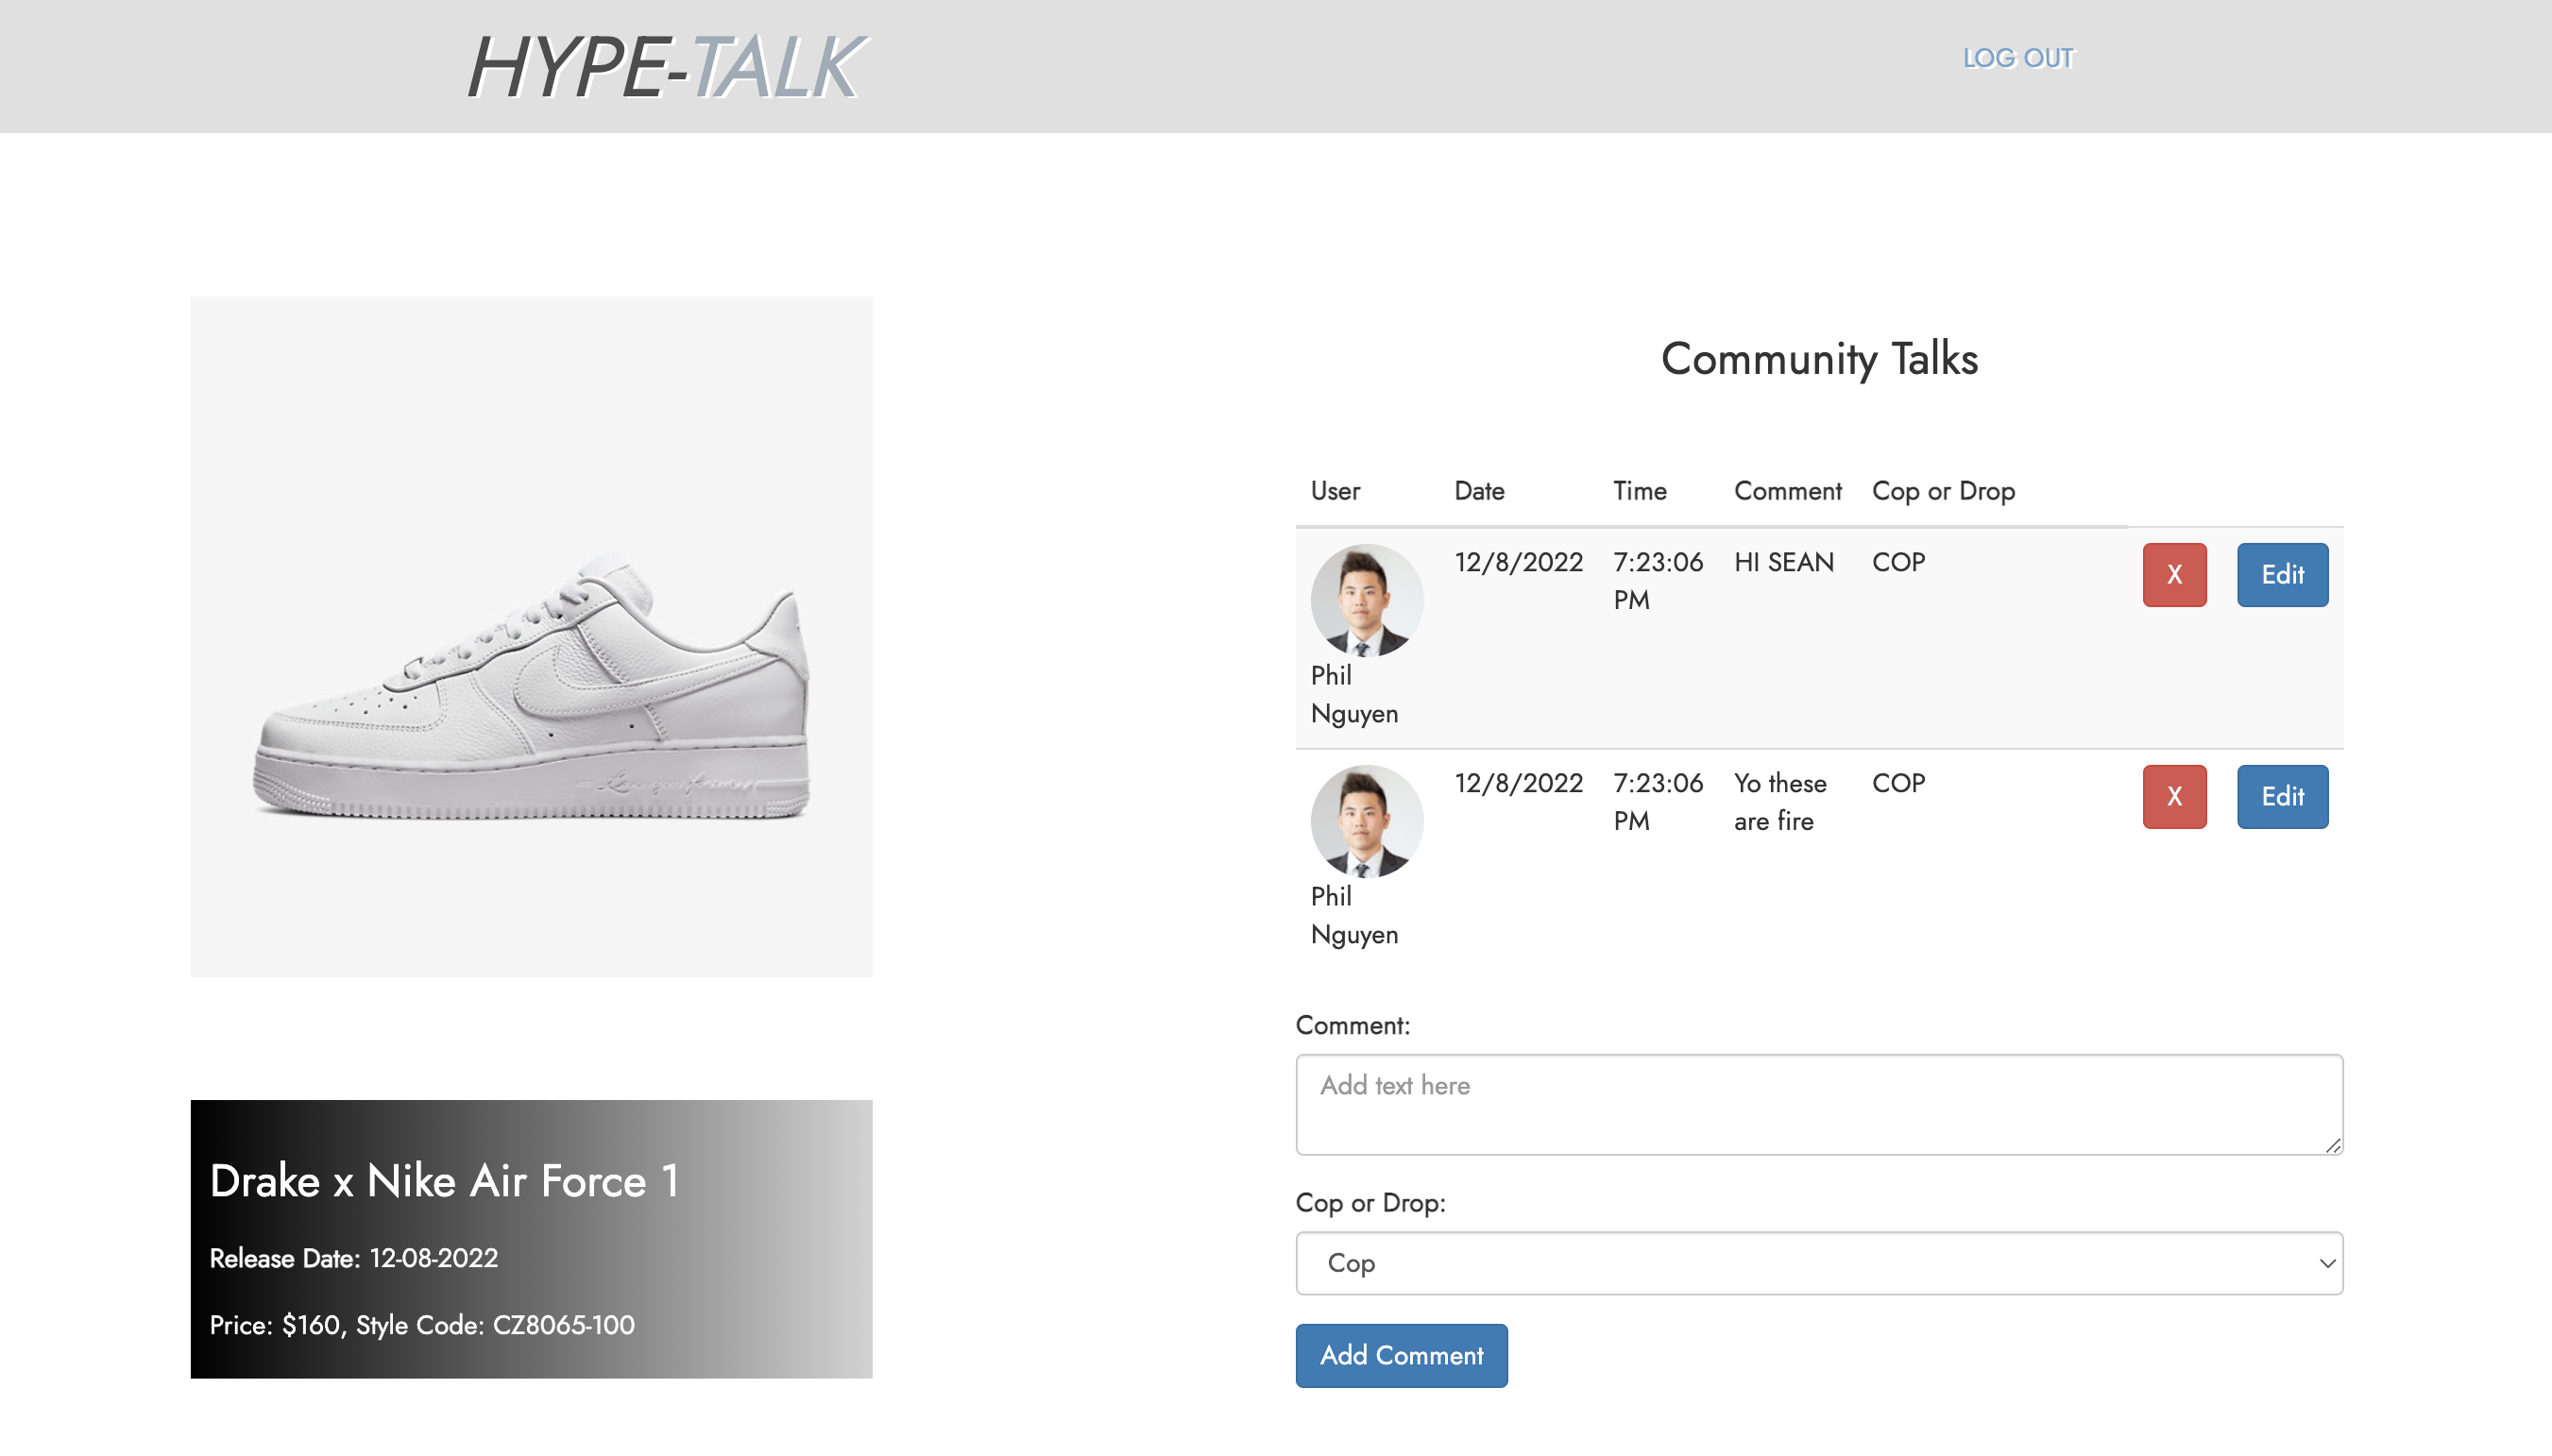 HYPE-TALK
LOG OUT
Community Talks
User Date Time Comment Cop or Drop
12/8/2022 7:23:06 HI SEAN COP X Edit
PM
Phil
Nguyen
12/8/2022 7:23:06 Yo these COP X Edit
PM are fire
Phil
Nguyen
Comment:
Add text here
Cop or Drop:
Cop
Add Comment
Drake x Nike Air Force 1
Release Date: 12-08-2022
Price: $160, Style Code: CZ8065-100